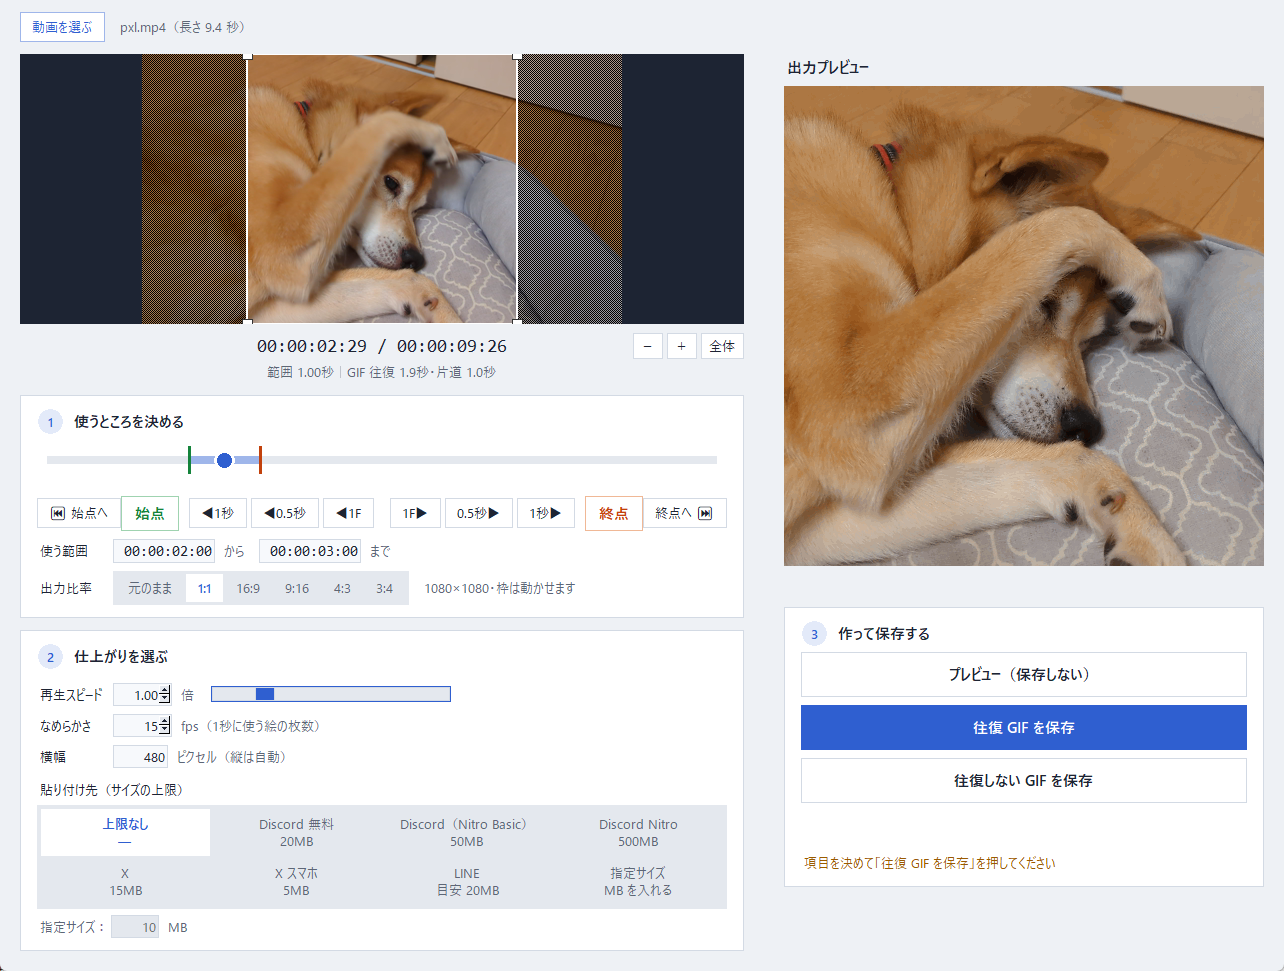 動画を選ぶ pxl.mp4（長さ 9.4 秒）
00:00:02:29 / 00:00:09:26
− + 全体
範囲 1.00秒｜GIF 往復 1.9秒・片道 1.0秒
1 使うところを決める
⏮ 始点へ 始点 ◀1秒 ◀0.5秒 ◀1F 1F▶ 0.5秒▶ 1秒▶ 終点 終点へ ⏭
使う範囲 00:00:02:00 から 00:00:03:00 まで
出力比率 元のまま 1:1 16:9 9:16 4:3 3:4 1080×1080・枠は動かせます
2 仕上がりを選ぶ
再生スピード 1.00 倍
なめらかさ 15 fps（1秒に使う絵の枚数）
横幅 480 ピクセル（縦は自動）
貼り付け先（サイズの上限）
上限なし
—
Discord 無料
20MB
Discord（Nitro Basic）
50MB
Discord Nitro
500MB
X
15MB
X スマホ
5MB
LINE
目安 20MB
指定サイズ
MB を入れる
指定サイズ： 10 MB
出力プレビュー
3 作って保存する
プレビュー（保存しない）
往復 GIF を保存
往復しない GIF を保存
項目を決めて「往復 GIF を保存」を押してください